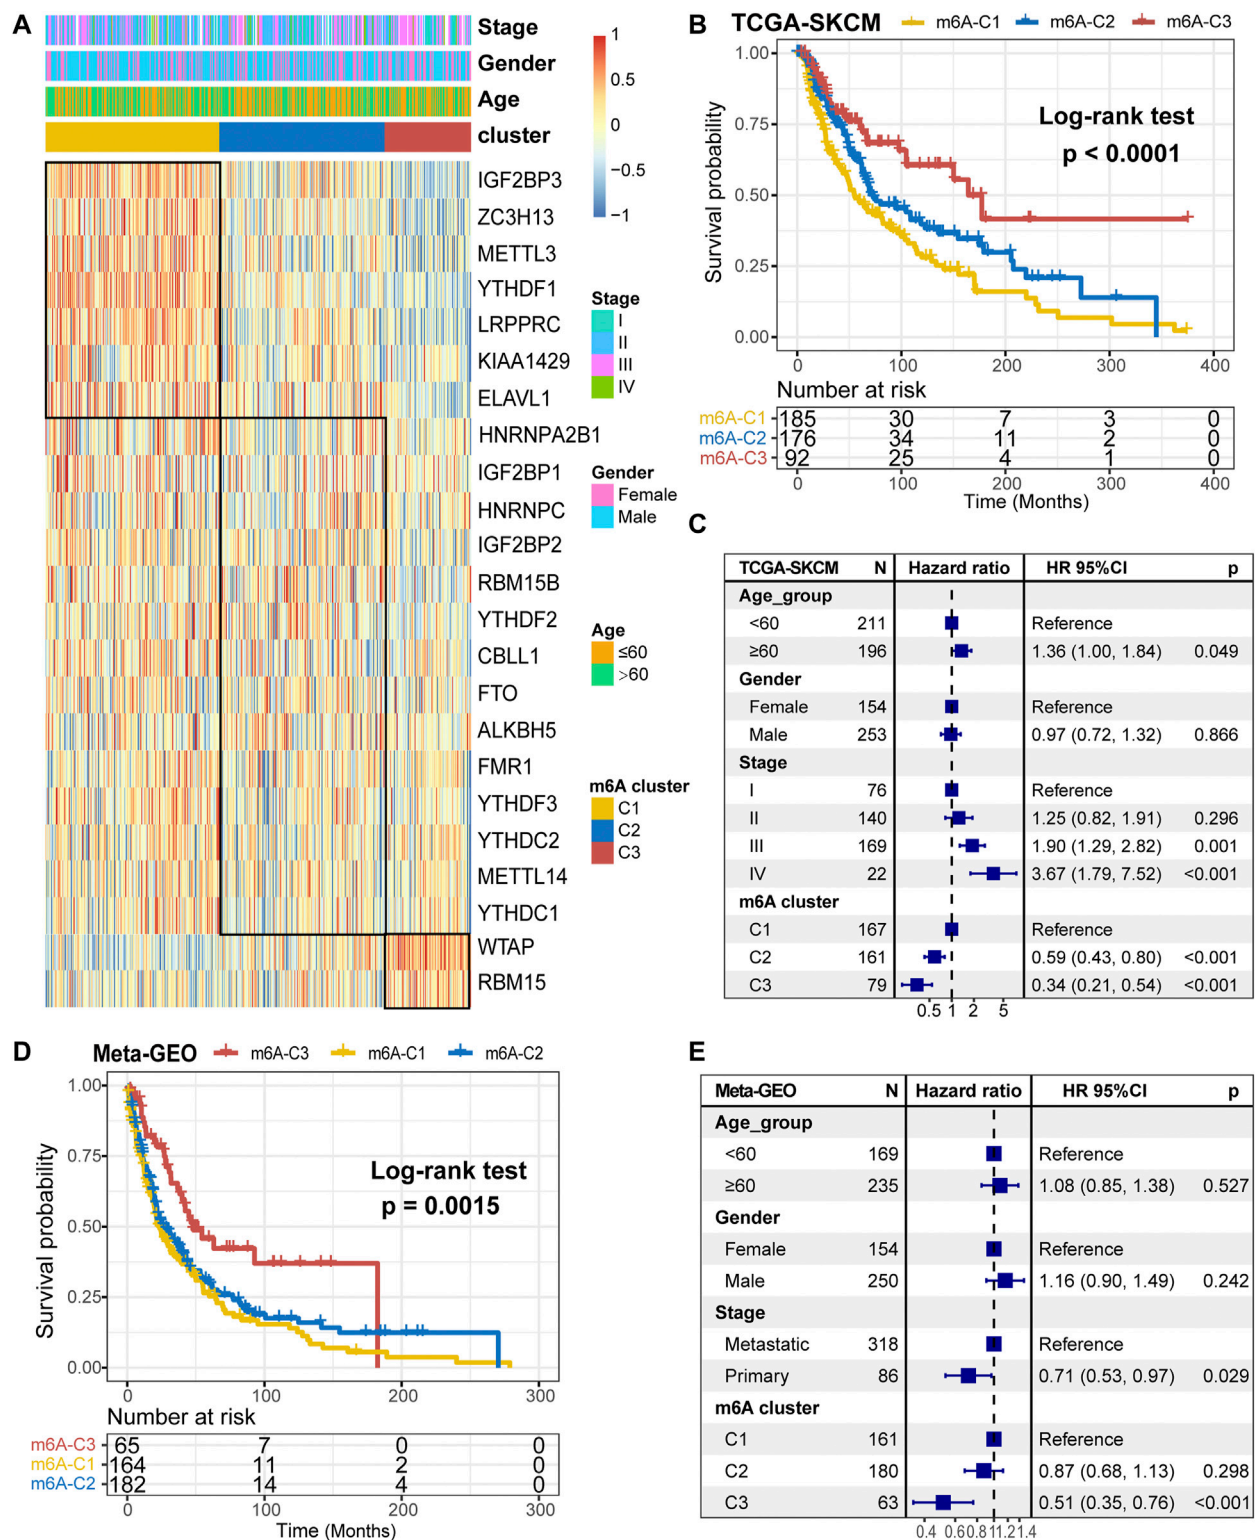 A
Stage
Gender
Age
cluster
1
0.5
0
−0.5
−1
IGF2BP3
ZC3H13
METTL3
YTHDF1
LRPPRC
KIAA1429
ELAVL1
HNRNPA2B1
IGF2BP1
HNRNPC
IGF2BP2
RBM15B
YTHDF2
CBLL1
FTO
ALKBH5
FMR1
YTHDF3
YTHDC2
METTL14
YTHDC1
WTAP
RBM15
Stage
I
II
III
IV
Gender
Female
Male
Age
≤60
>60
m6A cluster
C1
C2
C3
B
TCGA-SKCM m6A-C1 m6A-C2 m6A-C3
Survival probability
1.00
0.75
0.50
0.25
0.00
Log-rank test
p < 0.0001
0 100 200 300 400
Number at risk
m6A-C1 185 30 7 3 0
m6A-C2 176 34 11 2 0
m6A-C3 92 25 4 1 0
0 100 200 300 400
Time (Months)
C
TCGA-SKCM N Hazard ratio HR 95%CI p
Age_group
<60 211 Reference
≥60 196 1.36 (1.00, 1.84) 0.049
Gender
Female 154 Reference
Male 253 0.97 (0.72, 1.32) 0.866
Stage
I 76 Reference
II 140 1.25 (0.82, 1.91) 0.296
III 169 1.90 (1.29, 2.82) 0.001
IV 22 3.67 (1.79, 7.52) <0.001
m6A cluster
C1 167 Reference
C2 161 0.59 (0.43, 0.80) <0.001
C3 79 0.34 (0.21, 0.54) <0.001
0.5 1 2 5
D
Meta-GEO m6A-C3 m6A-C1 m6A-C2
Survival probability
1.00
0.75
0.50
0.25
0.00
Log-rank test
p = 0.0015
0 100 200 300
Number at risk
m6A-C3 65 7 0 0
m6A-C1 164 11 2 0
m6A-C2 182 14 4 0
0 100 200 300
Time (Months)
E
Meta-GEO N Hazard ratio HR 95%CI p
Age_group
<60 169 Reference
≥60 235 1.08 (0.85, 1.38) 0.527
Gender
Female 154 Reference
Male 250 1.16 (0.90, 1.49) 0.242
Stage
Metastatic 318 Reference
Primary 86 0.71 (0.53, 0.97) 0.029
m6A cluster
C1 161 Reference
C2 180 0.87 (0.68, 1.13) 0.298
C3 63 0.51 (0.35, 0.76) <0.001
0.4 0.6 0.8 1 1.2 1.4